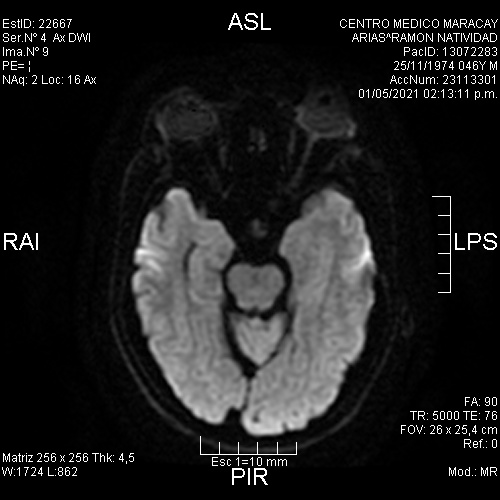 EstID: 22667
Ser.Nº 4 Ax DWI
Ima.Nº 9
PE= ¦
NAq: 2 Loc: 16 Ax
ASL
CENTRO MEDICO MARACAY
ARIAS^RAMON NATIVIDAD
PacID: 13072283
25/11/1974 046Y M
AccNum: 23113301
01/05/2021 02:13:11 p.m.
RAI
LPS
FA: 90
TR: 5000 TE: 76
FOV: 26 x 25,4 cm
Ref.: 0
Matriz 256 x 256 Thk: 4,5
W:1724 L:862
Esc 1=10 mm
PIR
Mod.: MR